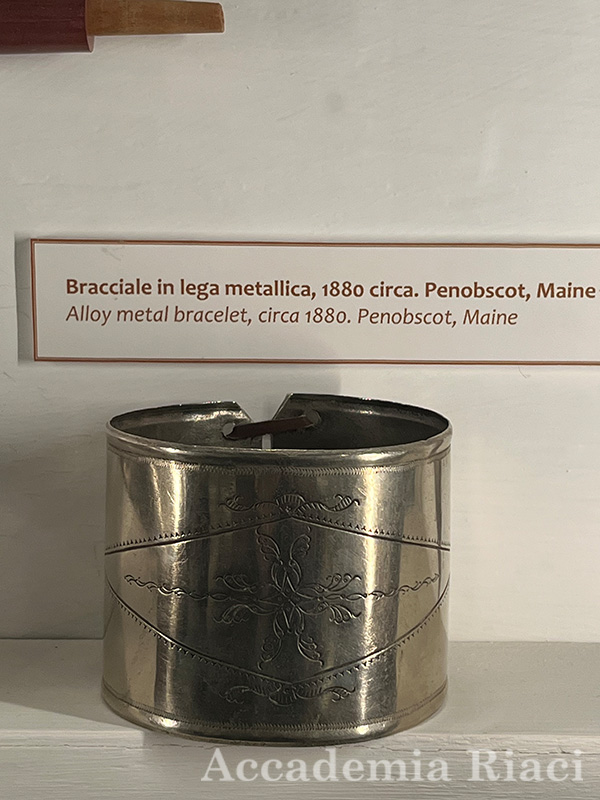 Bracciale in lega metallica, 1880 circa. Penobscot, Maine
Alloy metal bracelet, circa 1880. Penobscot, Maine
Accademia Riaci